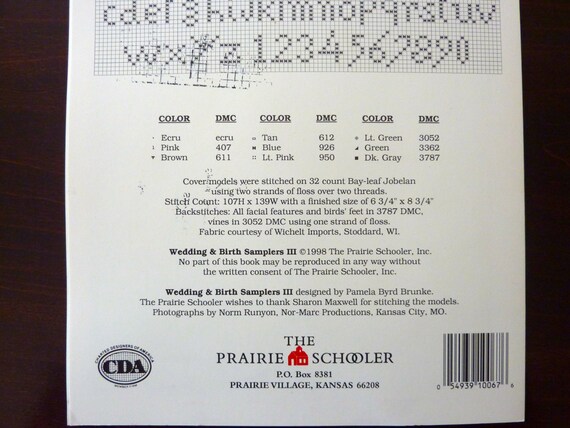 cdefghijklmnopqrstuv
wxyz 1234567890
COLOR DMC COLOR DMC COLOR DMC
Ecru ecru Tan 612 Lt. Green 3052
Pink 407 Blue 926 Green 3362
Brown 611 Lt. Pink 950 Dk. Gray 3787
Cover models were stitched on 32 count Bay-leaf Jobelan
using two strands of floss over two threads.
Stitch Count: 107H x 139W with a finished size of 6 3/4" x 8 3/4"
Backstitches: All facial features and birds' feet in 3787 DMC,
vines in 3052 DMC using one strand of floss.
Fabric courtesy of Wichelt Imports, Stoddard, WI.
Wedding & Birth Samplers III ©1998 The Prairie Schooler, Inc.
No part of this book may be reproduced in any way without
the written consent of The Prairie Schooler, Inc.
Wedding & Birth Samplers III designed by Pamela Byrd Brunke.
The Prairie Schooler wishes to thank Sharon Maxwell for stitching the models.
Photographs by Norm Runyon, Nor-Marc Productions, Kansas City, MO.
THE
PRAIRIE SCHOOLER
P.O. Box 8381
PRAIRIE VILLAGE, KANSAS 66208
CHARTED DESIGNERS OF AMERICA
CDA
0 54939 10067 6